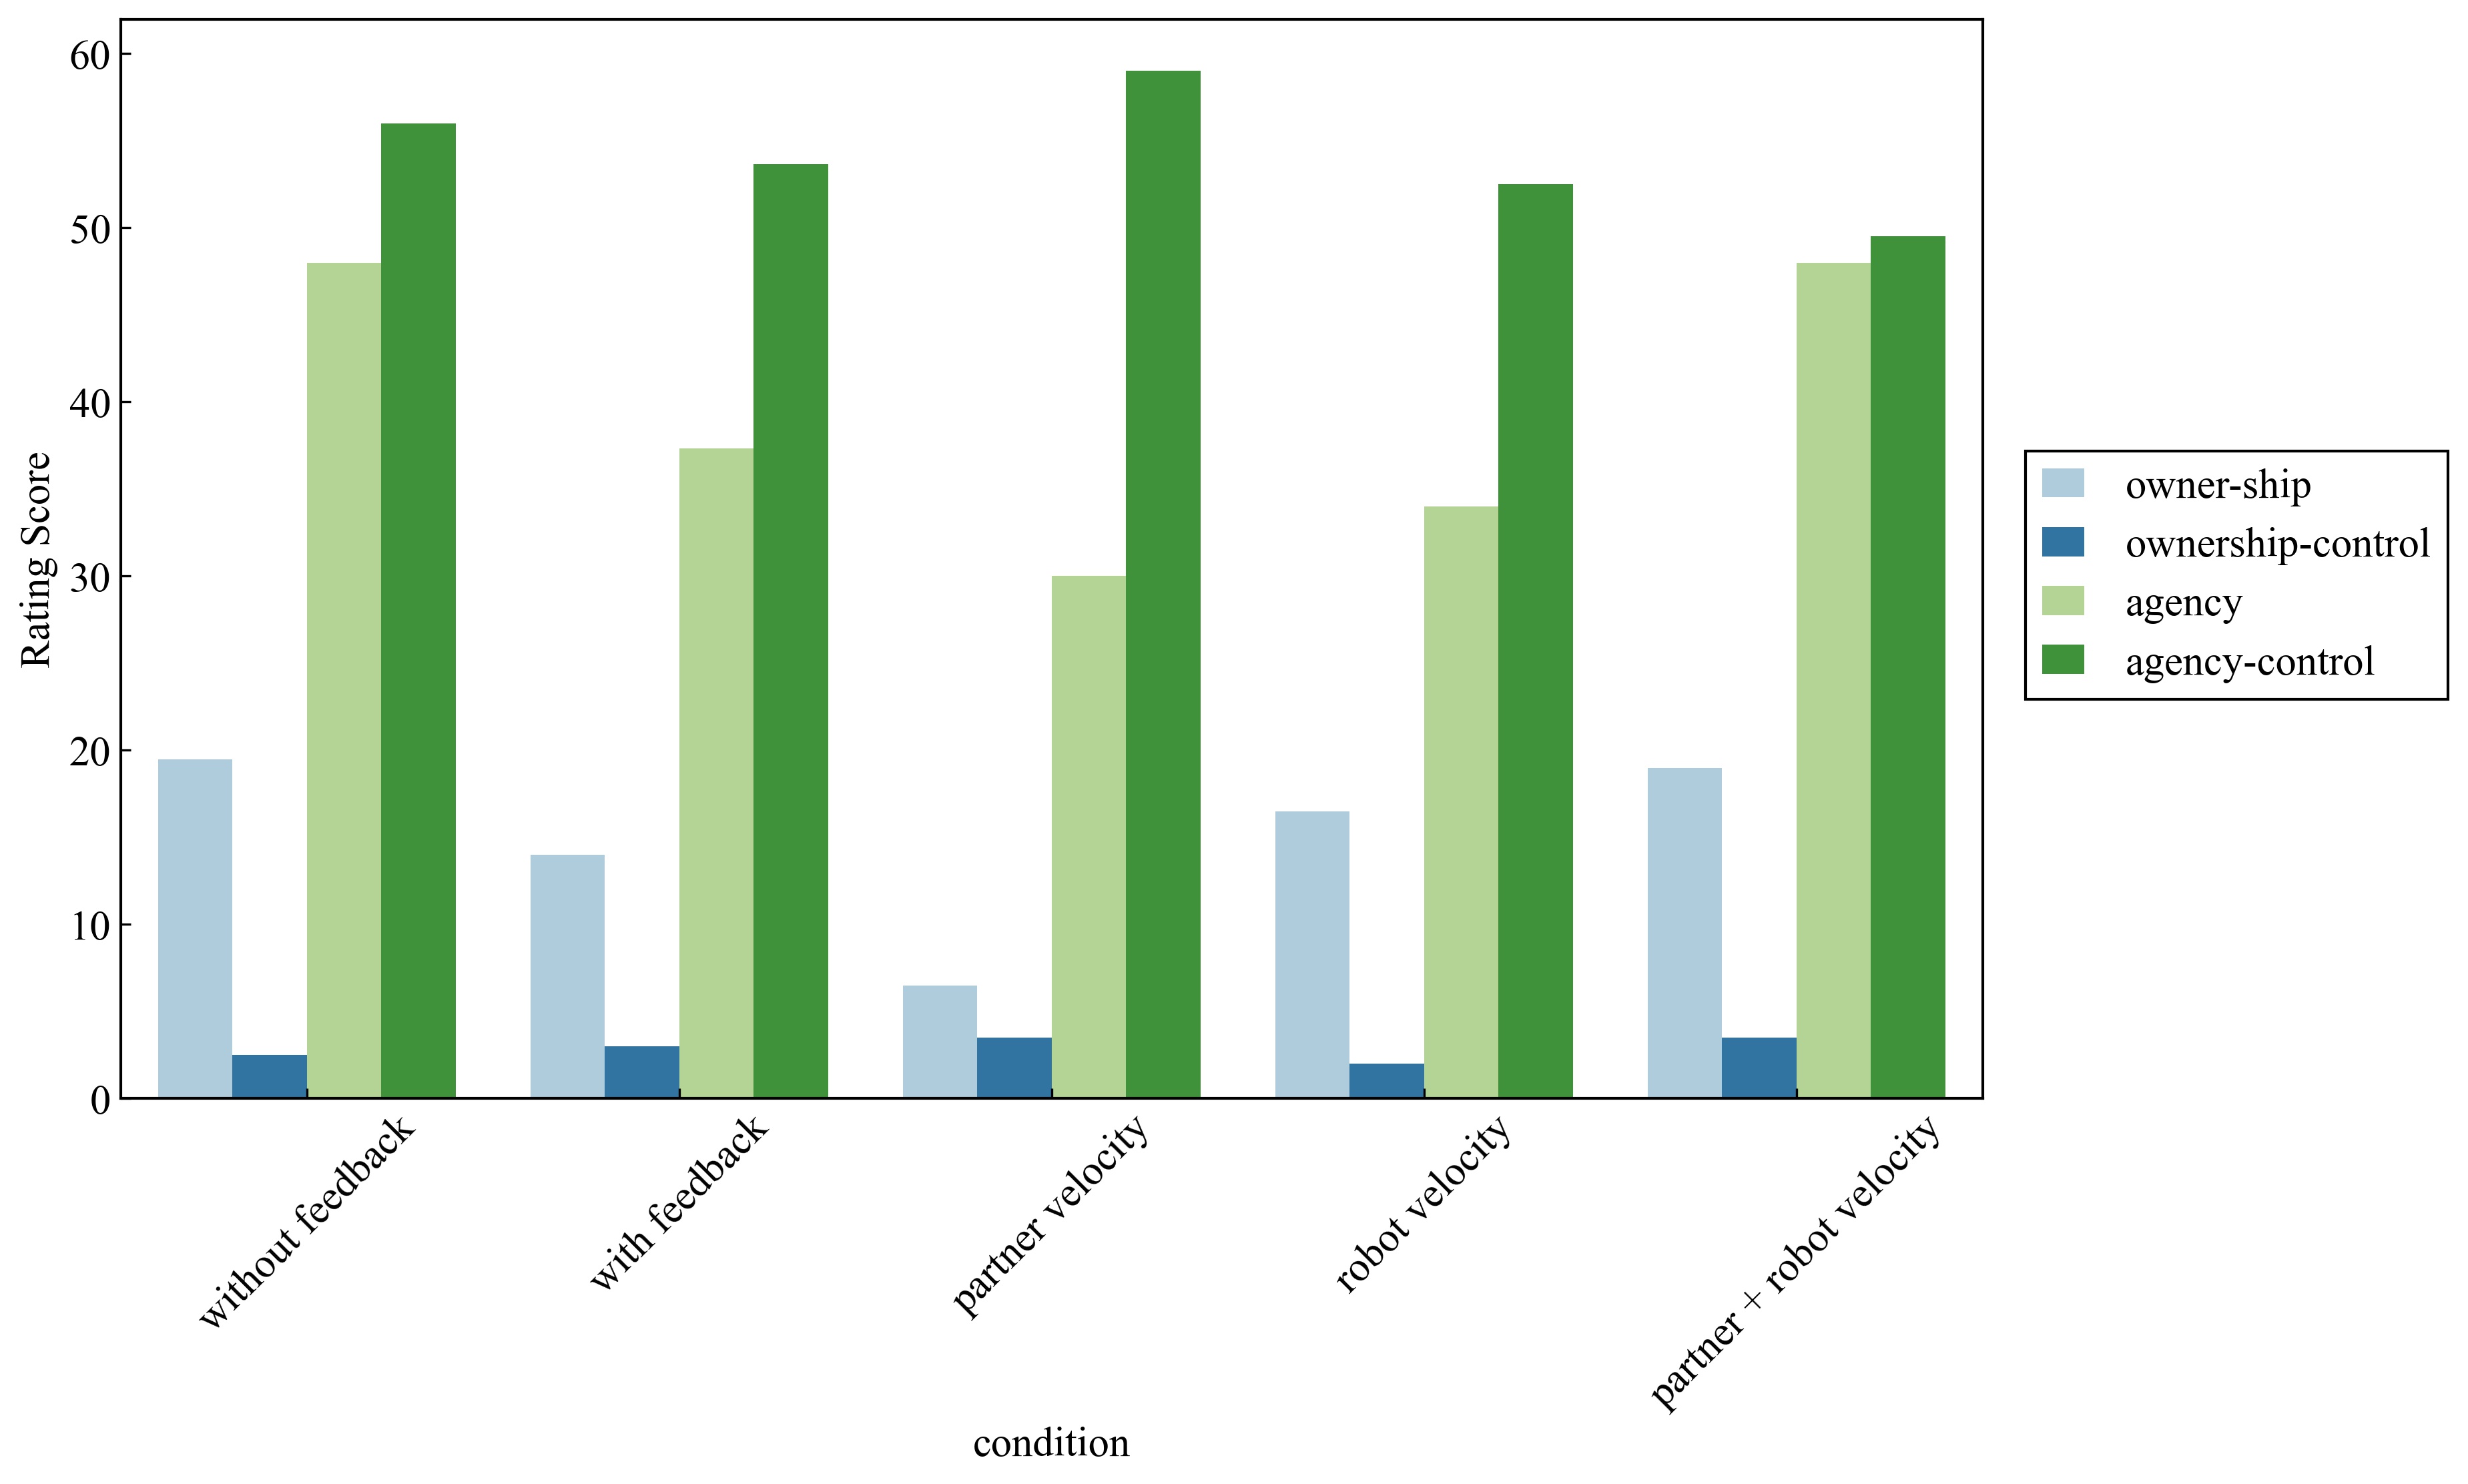 Rating Score
60
50
40
30
20
10
0
without feedback
with feedback
partner velocity
robot velocity
partner + robot velocity
condition
owner-ship
ownership-control
agency
agency-control